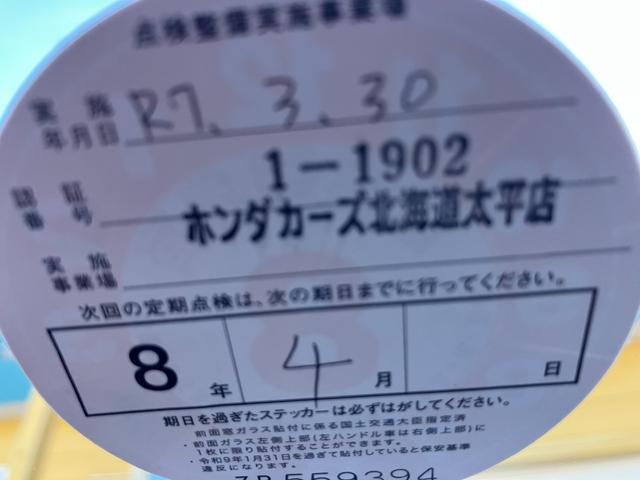 点検整備実施事業場
実施年月日 R7. 3. 30
認証番号 1-1902
ホンダカーズ北海道太平店
実施事業場
次回の定期点検は、次の期日までに行ってください。
8年 4月 日
期日を過ぎたステッカーは必ずはがしてください。
前面窓ガラス貼付に係る国土交通大臣指定済
・前面ガラス左側上部(左ハンドル車は右側上部)に
1枚に限り貼付することができます。
・令和9年1月31日を過ぎて貼付していると保安基準
違反になります。
559394